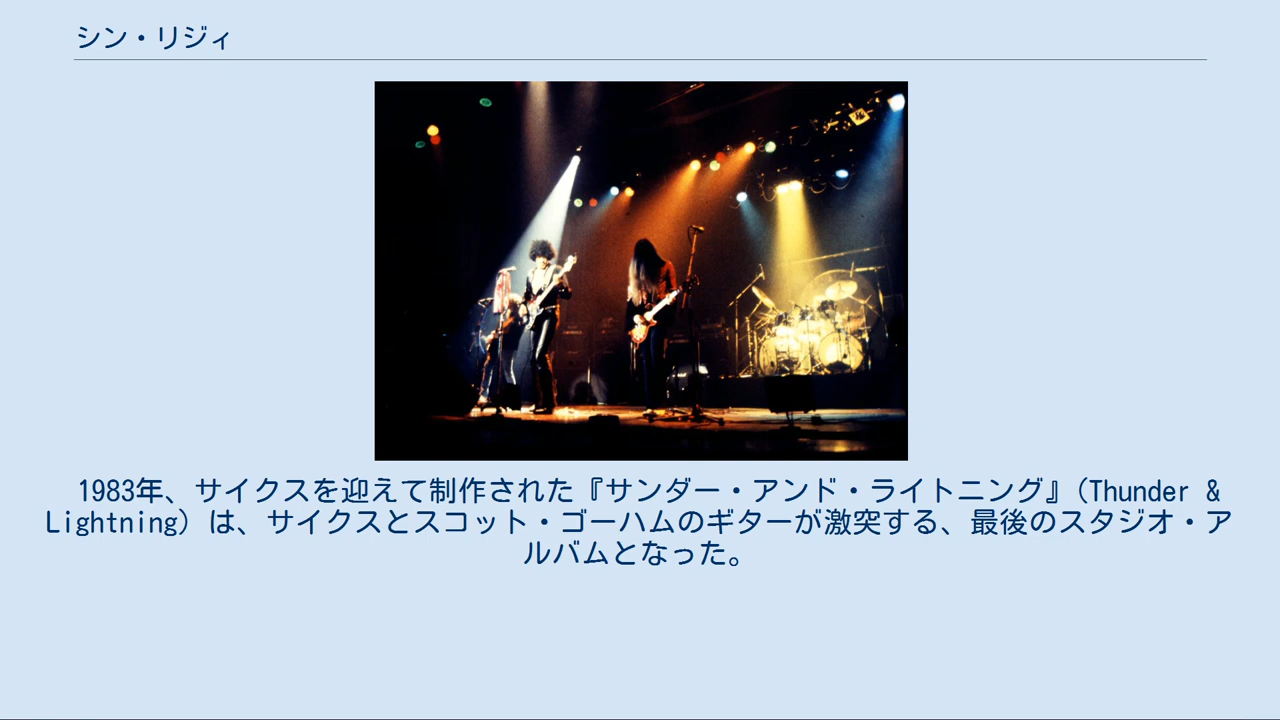 シン・リジィ
1983年、サイクスを迎えて制作された『サンダー・アンド・ライトニング』（Thunder &
Lightning）は、サイクスとスコット・ゴーハムのギターが激突する、最後のスタジオ・ア
ルバムとなった。